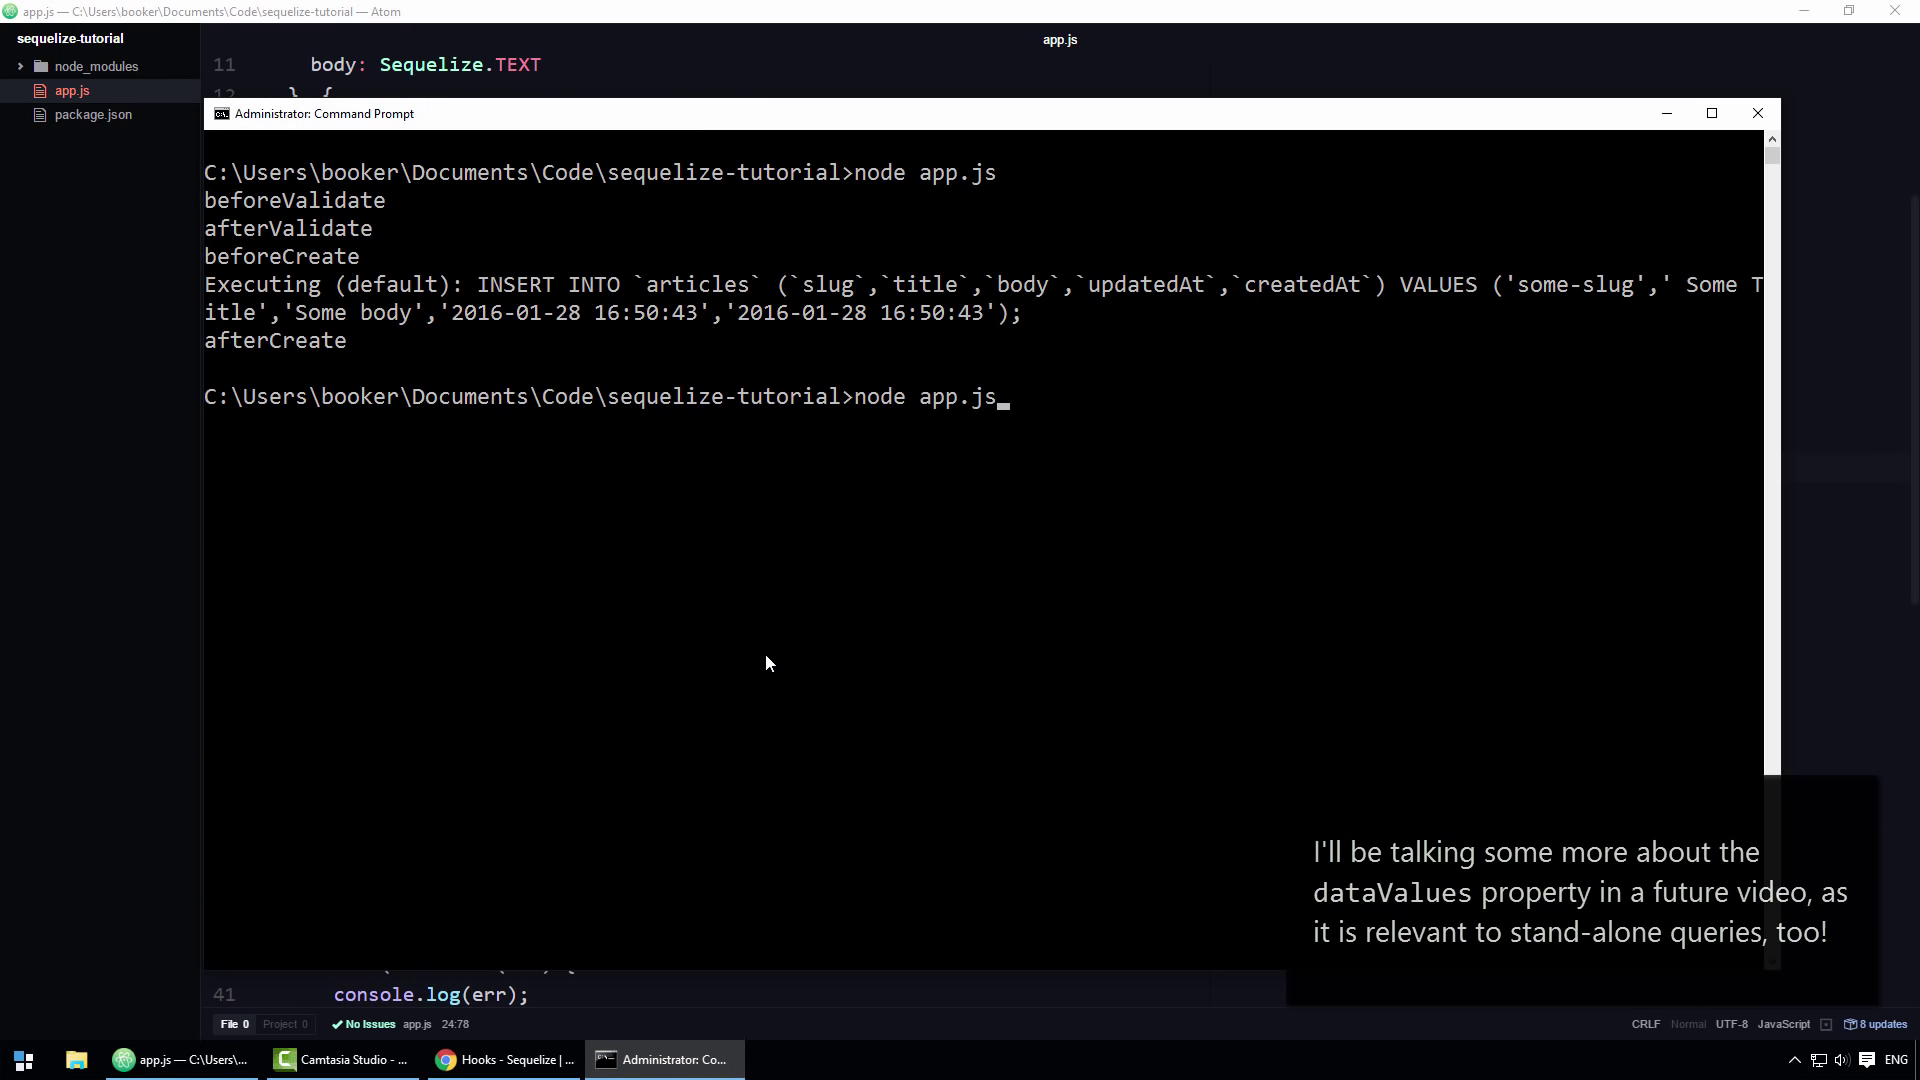 app.js — C:\Users\booker\Documents\Code\sequelize-tutorial — Atom
sequelize-tutorial
node_modules
app.js
package.json
app.js
11 body: Sequelize.TEXT
12 }, {
Administrator: Command Prompt
C:\Users\booker\Documents\Code\sequelize-tutorial>node app.js
beforeValidate
afterValidate
beforeCreate
Executing (default): INSERT INTO `articles` (`slug`,`title`,`body`,`updatedAt`,`createdAt`) VALUES ('some-slug',' Some T
itle','Some body','2016-01-28 16:50:43','2016-01-28 16:50:43');
afterCreate
C:\Users\booker\Documents\Code\sequelize-tutorial>node app.js
I'll be talking some more about the
dataValues property in a future video, as
it is relevant to stand-alone queries, too!
41 console.log(err);
File 0 Project 0 No Issues app.js 24:78
CRLF Normal UTF-8 JavaScript 8 updates
app.js — C:\Users\... Camtasia Studio - ... Hooks - Sequelize | ... Administrator: Co... ENG